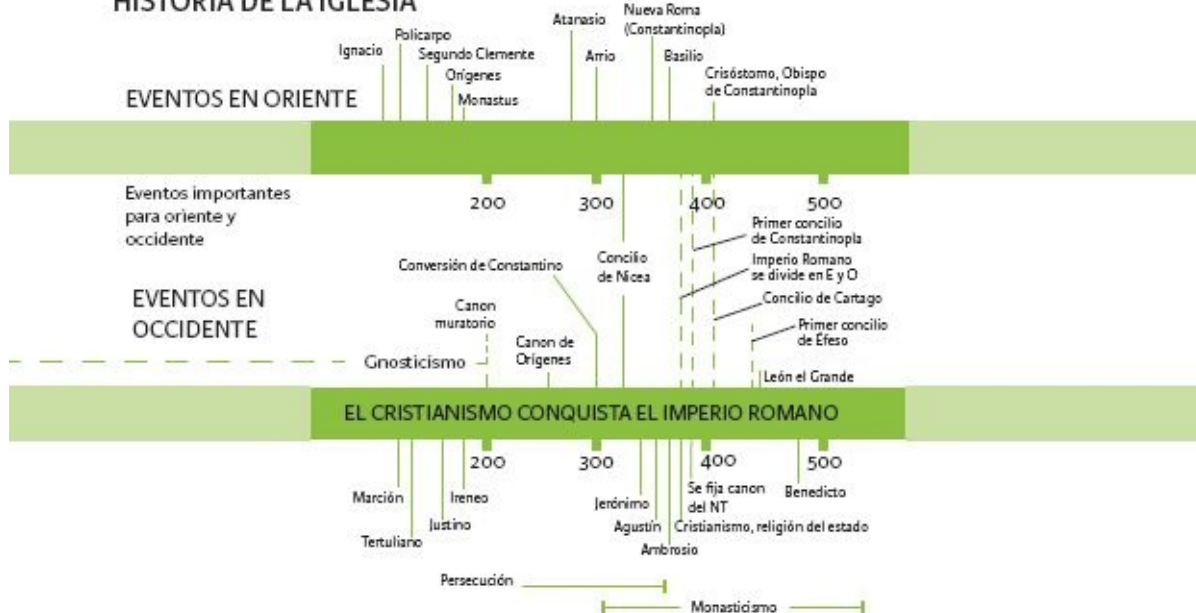 HISTORIA DE LA IGLESIA
Ignacio
Policarpo
Segundo Clemente
Orígenes
Monastus
Atanasio
Arrio
Nueva Roma
(Constantinopla)
Basilio
Crisóstomo, Obispo
de Constantinopla
EVENTOS EN ORIENTE
200
300
400
500
Eventos importantes
para oriente y
occidente
Conversión de Constantino
Concilio
de Nicea
Primer concilio
de Constantinopla
Imperio Romano
se divide en E y O
Concilio de Cartago
Primer concilio
de Éfeso
León el Grande
EVENTOS EN
OCCIDENTE
Canon
muratorio
Canon de
Orígenes
Gnosticismo
EL CRISTIANISMO CONQUISTA EL IMPERIO ROMANO
200
300
400
500
Marción
Tertuliano
Justino
Ireneo
Jerónimo
Agustín
Ambrosio
Se fija canon
del NT
Cristianismo, religión del estado
Benedicto
Persecución
Monasticismo